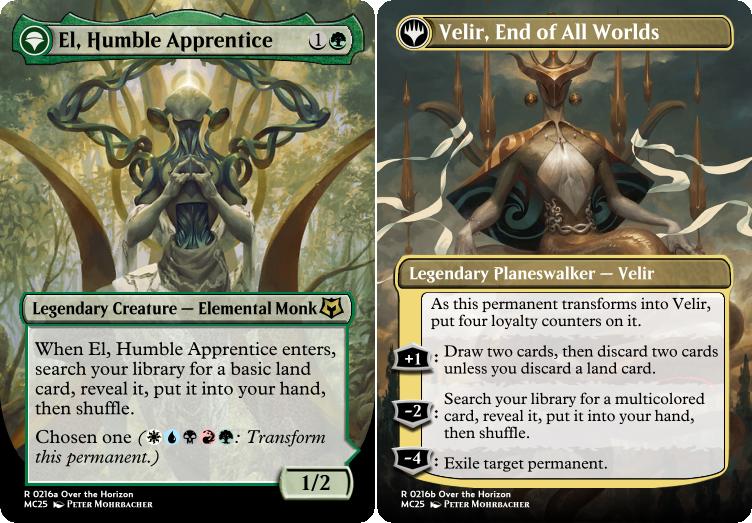 El, Humble Apprentice 1
Legendary Creature — Elemental Monk
When El, Humble Apprentice enters,
search your library for a basic land
card, reveal it, put it into your hand,
then shuffle.
Chosen one ( : Transform
this permanent.)
1/2
R 0216a Over the Horizon
MC25 Peter Mohrbacher
Velir, End of All Worlds
Legendary Planeswalker — Velir
As this permanent transforms into Velir,
put four loyalty counters on it.
+1 : Draw two cards, then discard two cards
unless you discard a land card.
-2 : Search your library for a multicolored
card, reveal it, put it into your hand,
then shuffle.
-4 : Exile target permanent.
R 0216b Over the Horizon
MC25 Peter Mohrbacher